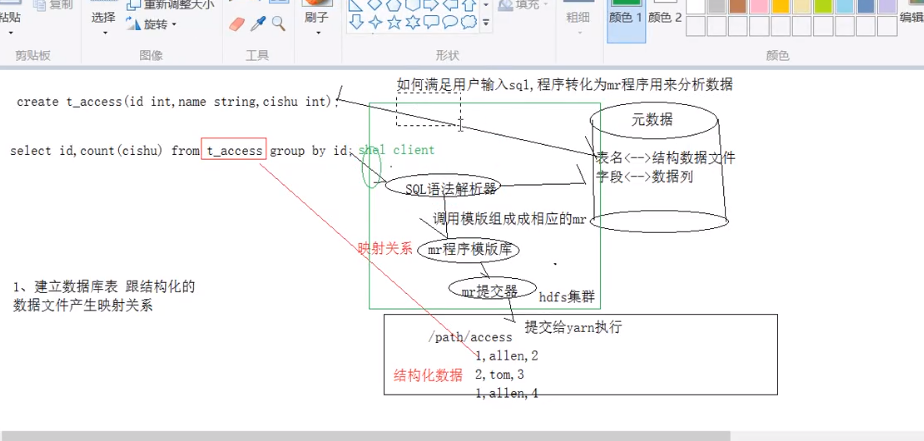 粘贴
复制
选择
重新调整大小
旋转
刷子
填充
粗细
颜色 1
颜色 2
编辑
剪贴板
图像
工具
形状
颜色
如何满足用户输入sql,程序转化为mr程序用来分析数据
create t_access(id int,name string,cishu int);
元数据
select id,count(cishu) from t_access group by id;
shel client
表名<-->结构数据文件
字段<-->数据列
SQL语法解析器
调用模版组成成相应的mr
映射关系
mr程序模版库
1、建立数据库表 跟结构化的
数据文件产生映射关系
mr提交器
hdfs集群
提交给yarn执行
/path/access
1,allen,2
结构化数据
2,tom,3
1,allen,4